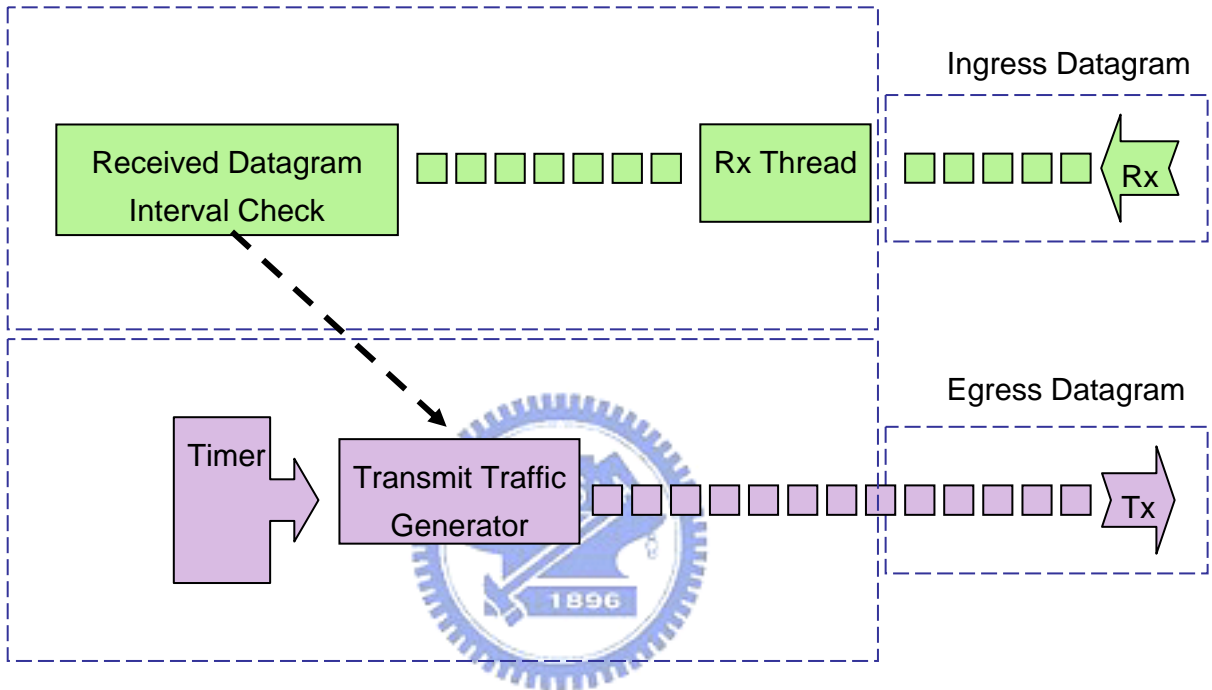 Ingress Datagram
Received Datagram
Interval Check
Rx Thread
Rx
Egress Datagram
Timer
Transmit Traffic
Generator
Tx
1896